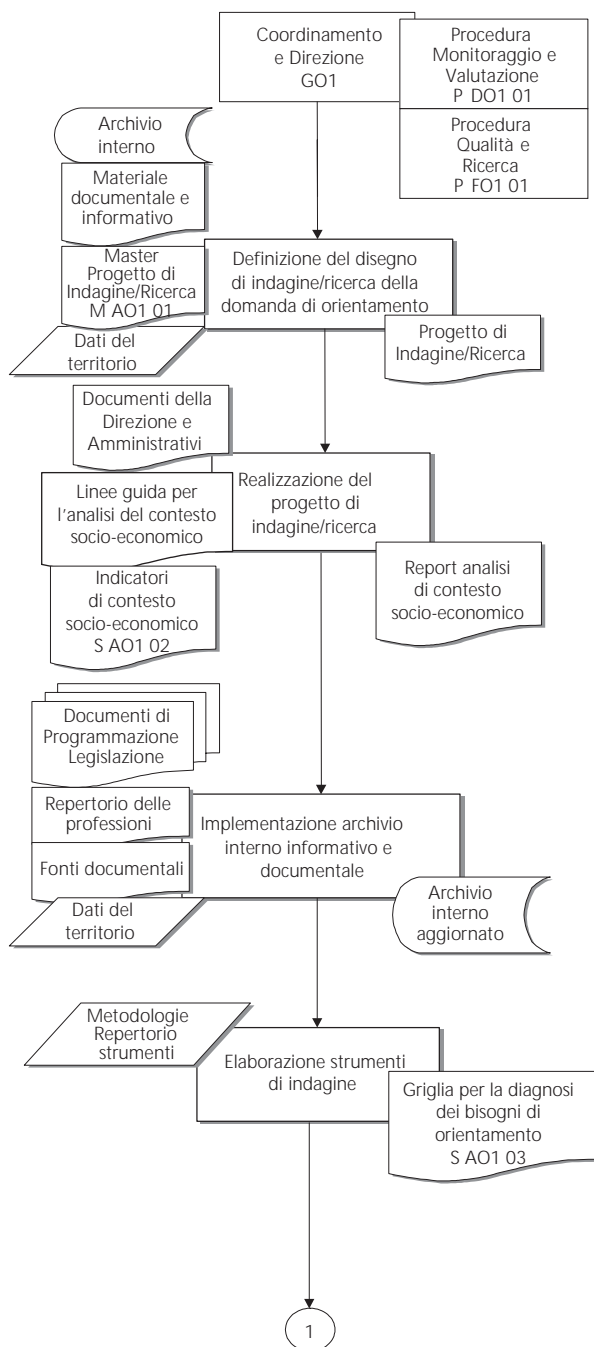 Coordinamento
e Direzione
GO1
Procedura
Monitoraggio e
Valutazione
P DO1 01
Procedura
Qualità e
Ricerca
P FO1 01
Archivio
interno
Materiale
documentale e
informativo
Master
Progetto di
Indagine/Ricerca
M AO1 01
Dati del
territorio
Definizione del disegno
di indagine/ricerca della
domanda di orientamento
Progetto di
Indagine/Ricerca
Documenti della
Direzione e
Amministrativi
Linee guida per
l'analisi del contesto
socio-economico
Indicatori
di contesto
socio-economico
S AO1 02
Realizzazione del
progetto di
indagine/ricerca
Report analisi
di contesto
socio-economico
Documenti di
Programmazione
Legislazione
Repertorio delle
professioni
Fonti documentali
Dati del
territorio
Implementazione archivio
interno informativo e
documentale
Archivio
interno
aggiornato
Metodologie
Repertorio
strumenti
Elaborazione strumenti
di indagine
Griglia per la diagnosi
dei bisogni di
orientamento
S AO1 03
1